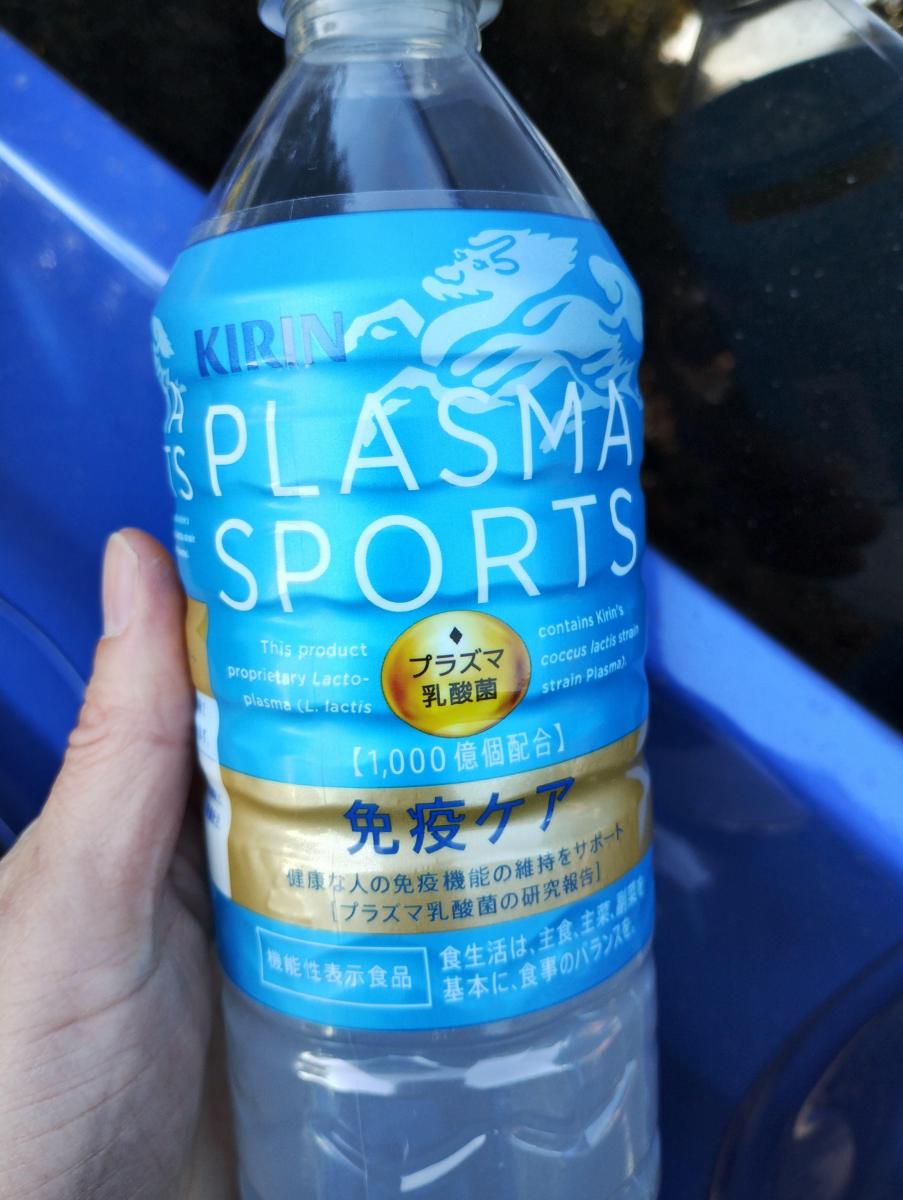 KIRIN
PLASMA
SPORTS
This product
proprietary Lacto-
plasma (L. lactis
プラズマ
乳酸菌
contains Kirin's
coccus lactis strain
strain Plasma).
【1,000億個配合】
免疫ケア
健康な人の免疫機能の維持をサポート
[プラズマ乳酸菌の研究報告]
機能性表示食品
食生活は、主食、主菜、副菜を
基本に、食事のバランスを。